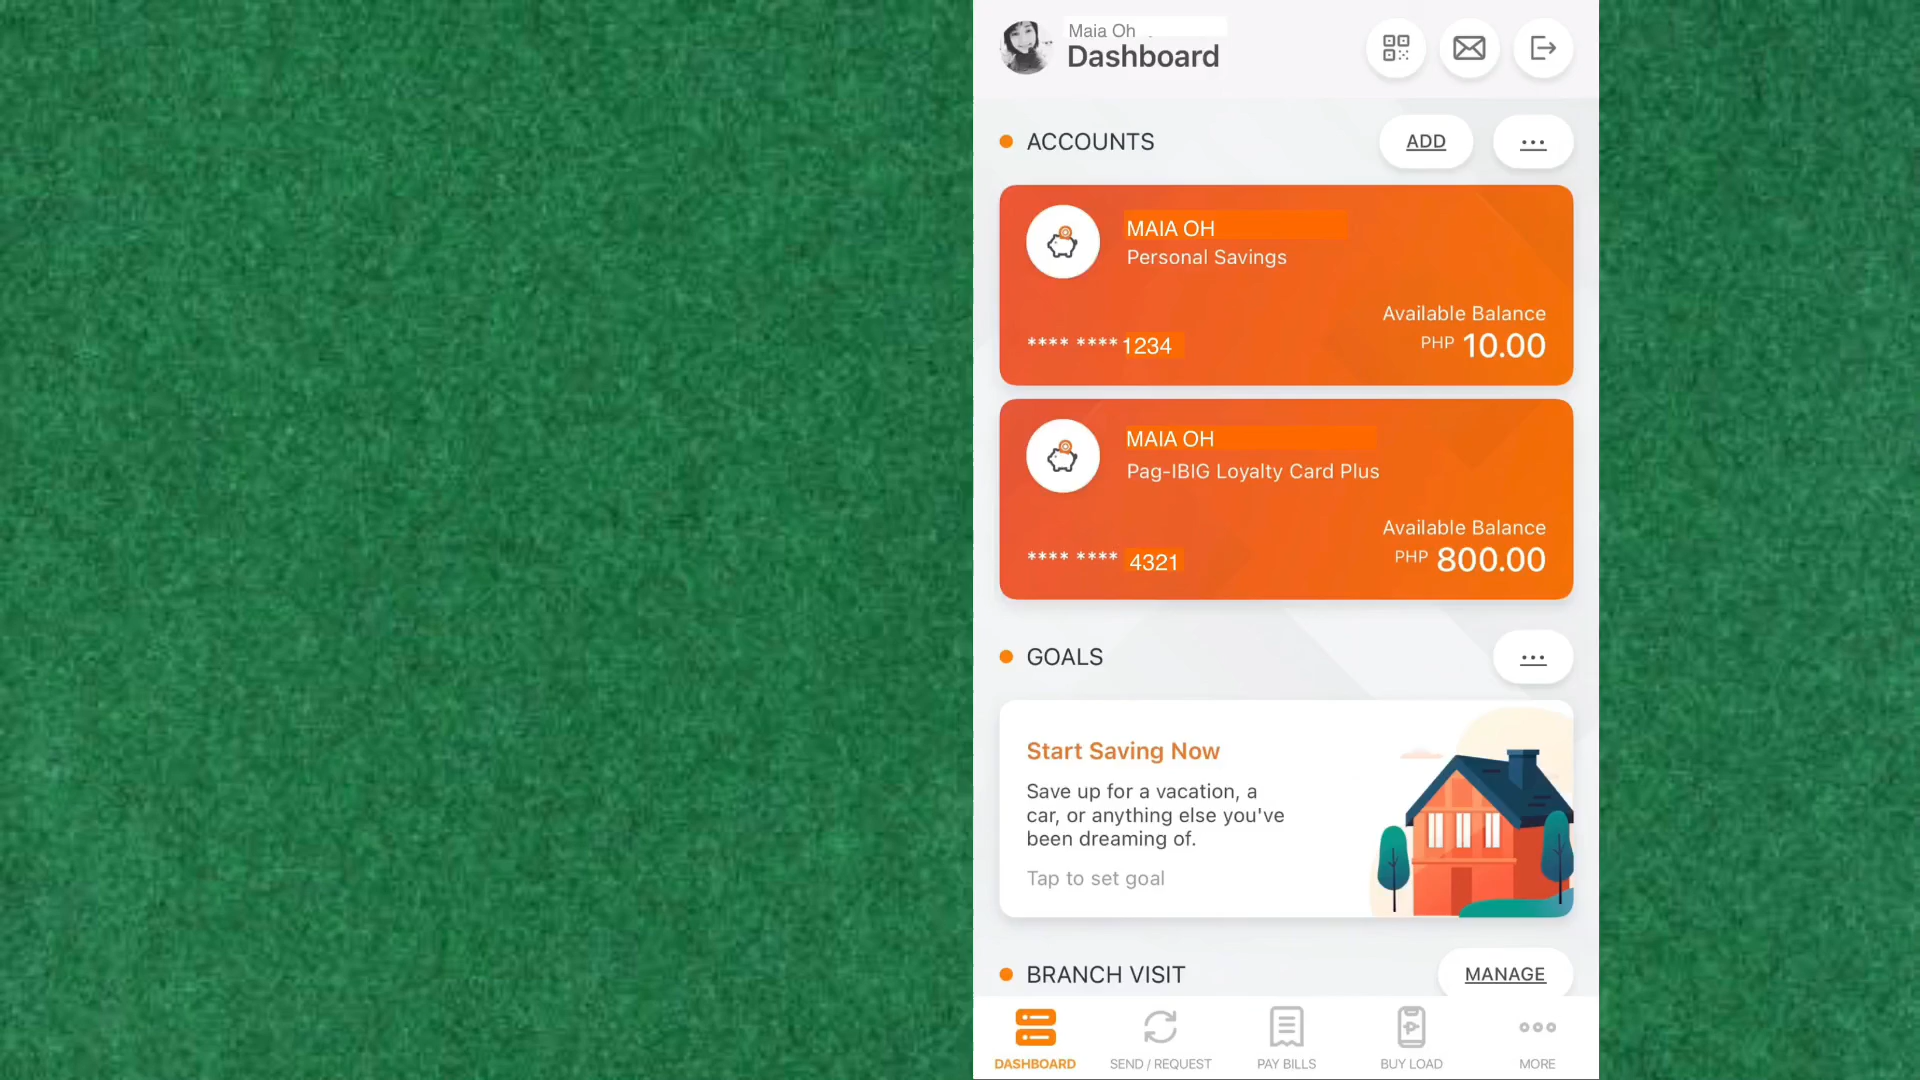 Maia Oh
Dashboard
ACCOUNTS
ADD
...
MAIA OH
Personal Savings
Available Balance
**** **** 1234
PHP 10.00
MAIA OH
Pag-IBIG Loyalty Card Plus
Available Balance
**** **** 4321
PHP 800.00
GOALS
...
Start Saving Now
Save up for a vacation, a
car, or anything else you've
been dreaming of.
Tap to set goal
BRANCH VISIT
MANAGE
DASHBOARD
SEND / REQUEST
PAY BILLS
BUY LOAD
MORE